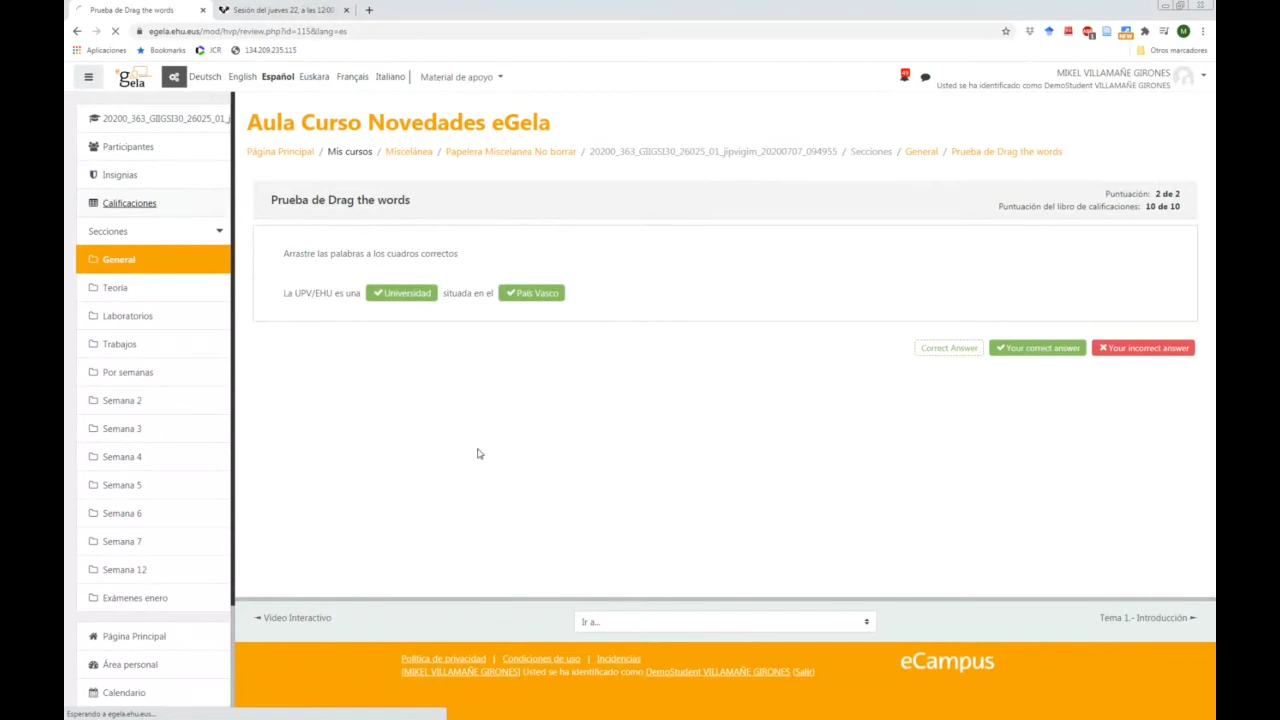 Prueba de Drag the words
Sesión del jueves 22, a las 12:00
egela.ehu.eus/mod/hvp/review.php?id=115&lang=es
Aplicaciones Bookmarks JCR 134.209.235.115 Otros marcadores
eGela Deutsch English Español Euskara Français Italiano Material de apoyo
MIKEL VILLAMAÑE GIRONES
Usted se ha identificado como DemoStudent VILLAMAÑE GIRONES
20200_363_GIIGSI30_26025_01_j
Participantes
Insignias
Calificaciones
Secciones
General
Teoría
Laboratorios
Trabajos
Por semanas
Semana 2
Semana 3
Semana 4
Semana 5
Semana 6
Semana 7
Semana 12
Exámenes enero
Página Principal
Área personal
Calendario
Esperando a egela.ehu.eus...
Aula Curso Novedades eGela
Página Principal / Mis cursos / Miscelánea / Papelera Miscelanea No borrar / 20200_363_GIIGSI30_26025_01_jipvigim_20200707_094955 / Secciones / General / Prueba de Drag the words
Prueba de Drag the words
Puntuación: 2 de 2
Puntuación del libro de calificaciones: 10 de 10
Arrastre las palabras a los cuadros correctos
La UPV/EHU es una Universidad situada en el País Vasco
Correct Answer Your correct answer Your incorrect answer
◄ Vídeo Interactivo
Ir a...
Tema 1.- Introducción ►
Política de privacidad | Condiciones de uso | Incidencias
[MIKEL VILLAMAÑE GIRONES] Usted se ha identificado como DemoStudent VILLAMAÑE GIRONES (Salir)
eCampus